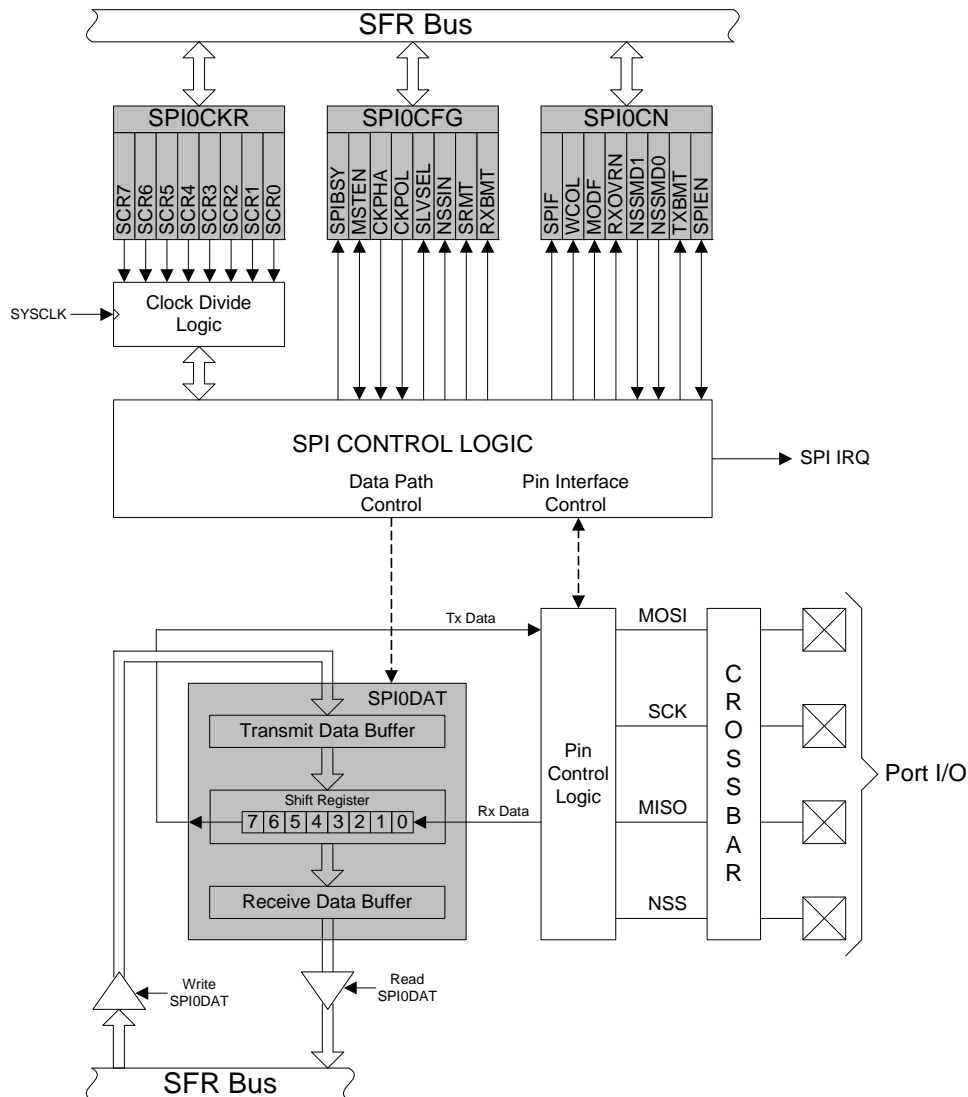 SFR Bus
SPI0CKR
SPI0CFG
SPI0CN
SCR7
SCR6
SCR5
SCR4
SCR3
SCR2
SCR1
SCR0
SPIBSY
MSTEN
CKPHA
CKPOL
SLVSEL
NSSIN
SRMT
RXBMT
SPIF
WCOL
MODF
RXOVRN
NSSMD1
NSSMD0
TXBMT
SPIEN
SYSCLK
Clock Divide
Logic
SPI CONTROL LOGIC
SPI IRQ
Data Path
Control
Pin Interface
Control
Tx Data
MOSI
SPI0DAT
Transmit Data Buffer
SCK
Pin
Control
Logic
CROSSBAR
Port I/O
Shift Register
7 6 5 4 3 2 1 0
Rx Data
MISO
Receive Data Buffer
NSS
Write
SPI0DAT
Read
SPI0DAT
SFR Bus